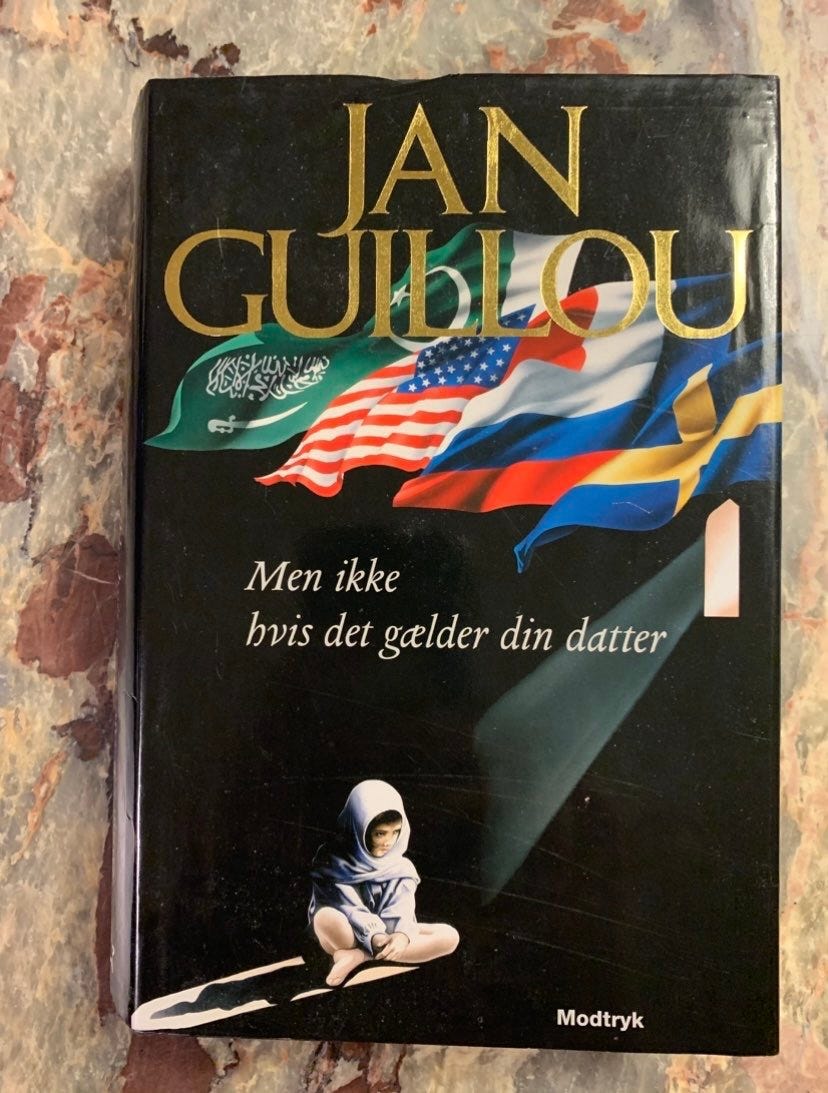 JAN
GUILLOU
Men ikke
hvis det gælder din datter
Modtryk